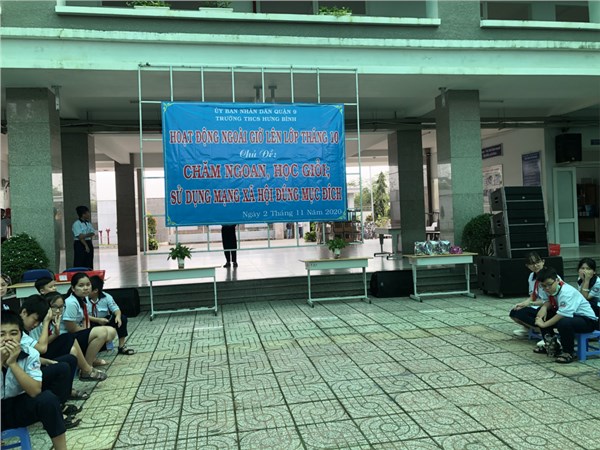 ỦY BAN NHÂN DÂN QUẬN 9
TRƯỜNG THCS HƯNG BÌNH
HOẠT ĐỘNG NGOÀI GIỜ LÊN LỚP THÁNG 10
Chủ Đề:
CHĂM NGOAN, HỌC GIỎI;
SỬ DỤNG MẠNG XÃ HỘI ĐÚNG MỤC ĐÍCH
Ngày 2 Tháng 11 Năm 2020